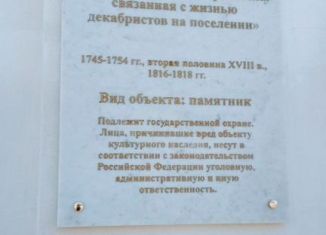 связанная с жизнью
декабристов на поселении»
1745-1754 гг., вторая половина XVIII в.,
1816-1818 гг.
Вид объекта: памятник
Подлежит государственной охране.
Лица, причинившие вред объекту
культурного наследия, несут в
соответствии с законодательством
Российской Федерации уголовную,
административную и иную
ответственность.